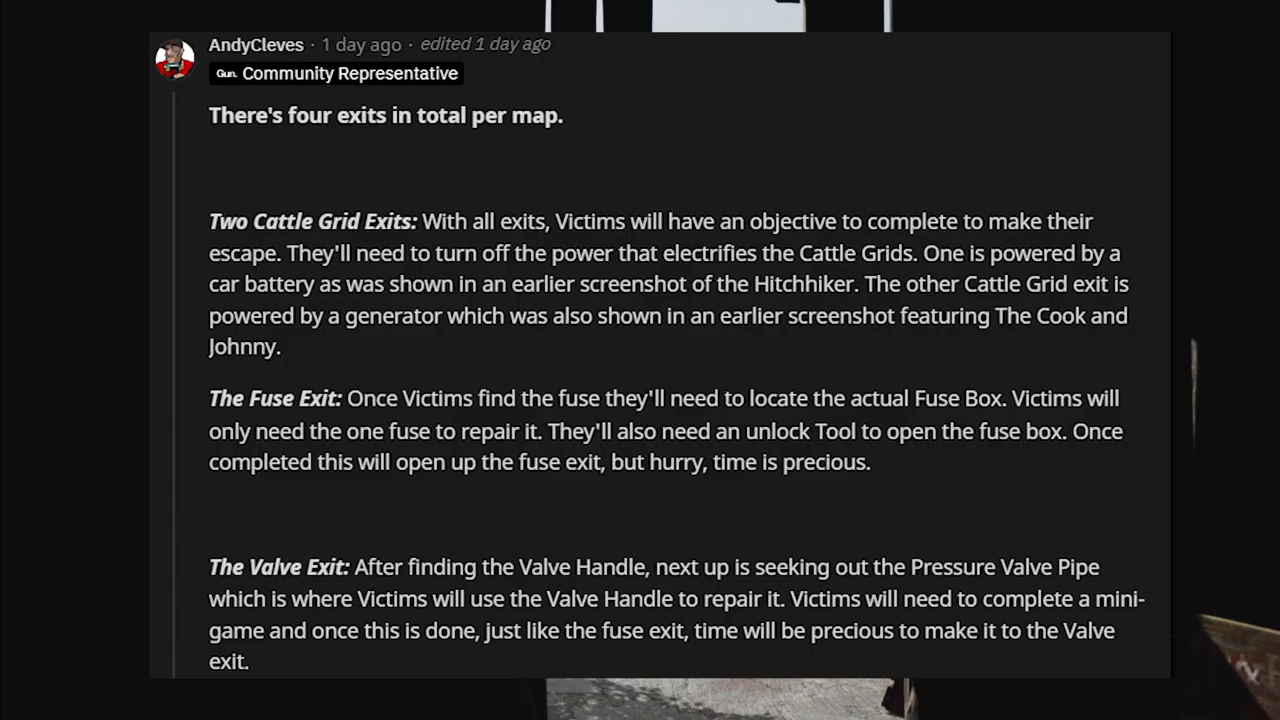 AndyCleves · 1 day ago · edited 1 day ago
Gun. Community Representative
There's four exits in total per map.
Two Cattle Grid Exits: With all exits, Victims will have an objective to complete to make their
escape. They'll need to turn off the power that electrifies the Cattle Grids. One is powered by a
car battery as was shown in an earlier screenshot of the Hitchhiker. The other Cattle Grid exit is
powered by a generator which was also shown in an earlier screenshot featuring The Cook and
Johnny.
The Fuse Exit: Once Victims find the fuse they'll need to locate the actual Fuse Box. Victims will
only need the one fuse to repair it. They'll also need an unlock Tool to open the fuse box. Once
completed this will open up the fuse exit, but hurry, time is precious.
The Valve Exit: After finding the Valve Handle, next up is seeking out the Pressure Valve Pipe
which is where Victims will use the Valve Handle to repair it. Victims will need to complete a mini-
game and once this is done, just like the fuse exit, time will be precious to make it to the Valve
exit.